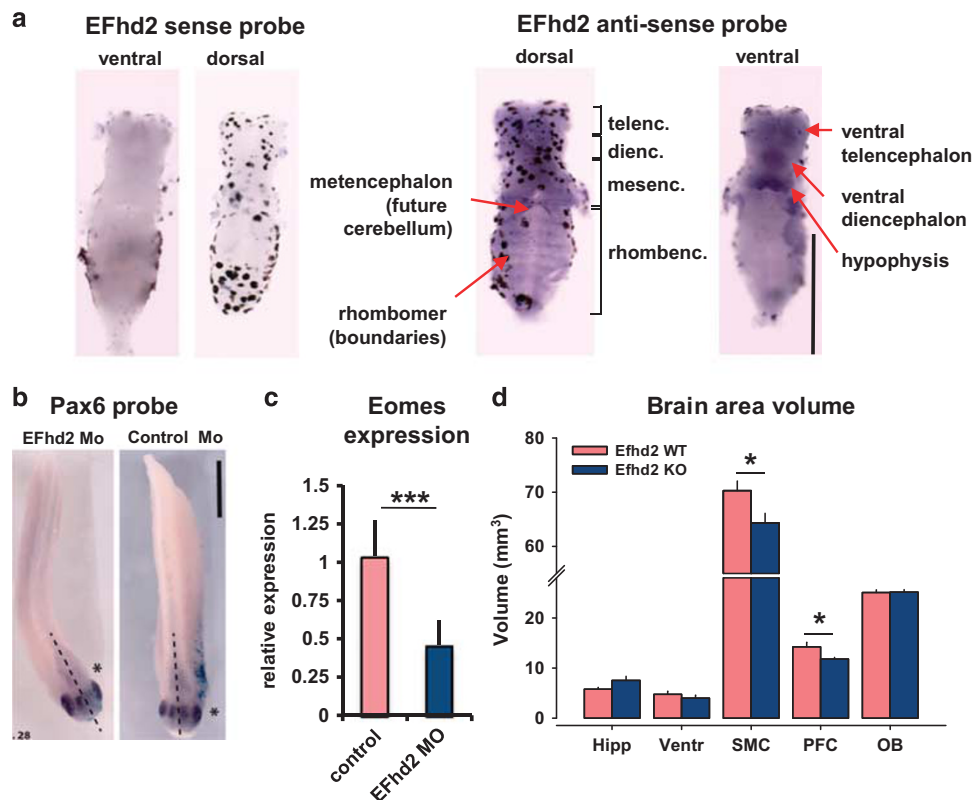 a
EFhd2 sense probe
ventral
dorsal
EFhd2 anti-sense probe
dorsal
ventral
telenc.
dienc.
mesenc.
rhombenc.
metencephalon
(future
cerebellum)
rhombomer
(boundaries)
ventral
telencephalon
ventral
diencephalon
hypophysis
b
Pax6 probe
EFhd2 Mo
Control Mo
*
*
.28
c
Eomes
expression
relative expression
1.5
1.25
1
0.75
0.5
0.25
0
***
control
EFhd2 MO
d
Brain area volume
Efhd2 WT
Efhd2 KO
Volume (mm³)
80
70
60
20
10
0
*
*
Hipp
Ventr
SMC
PFC
OB